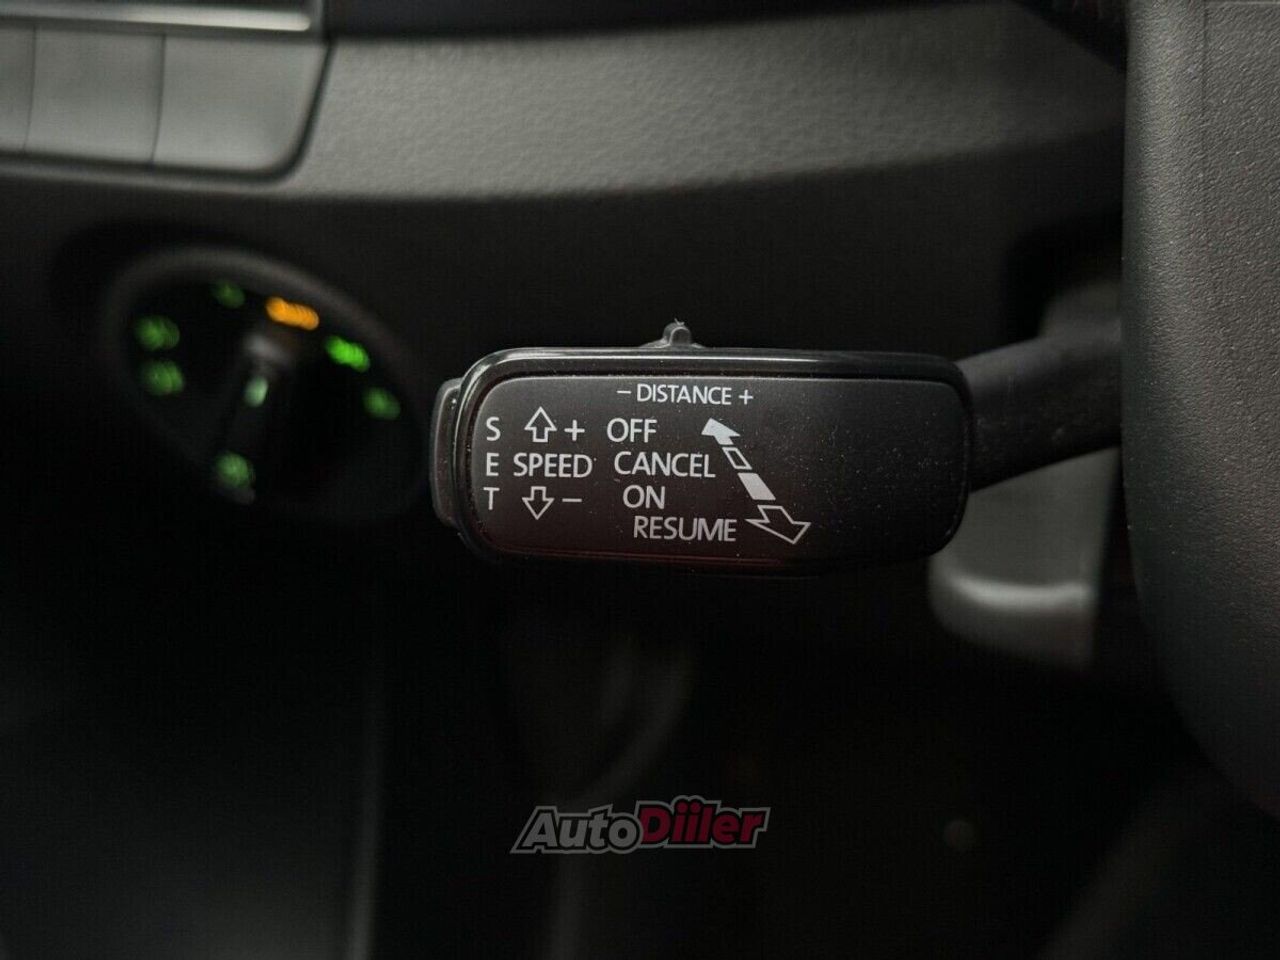 − DISTANCE +
S + OFF
E SPEED CANCEL
T − ON
RESUME
AutoDiiler